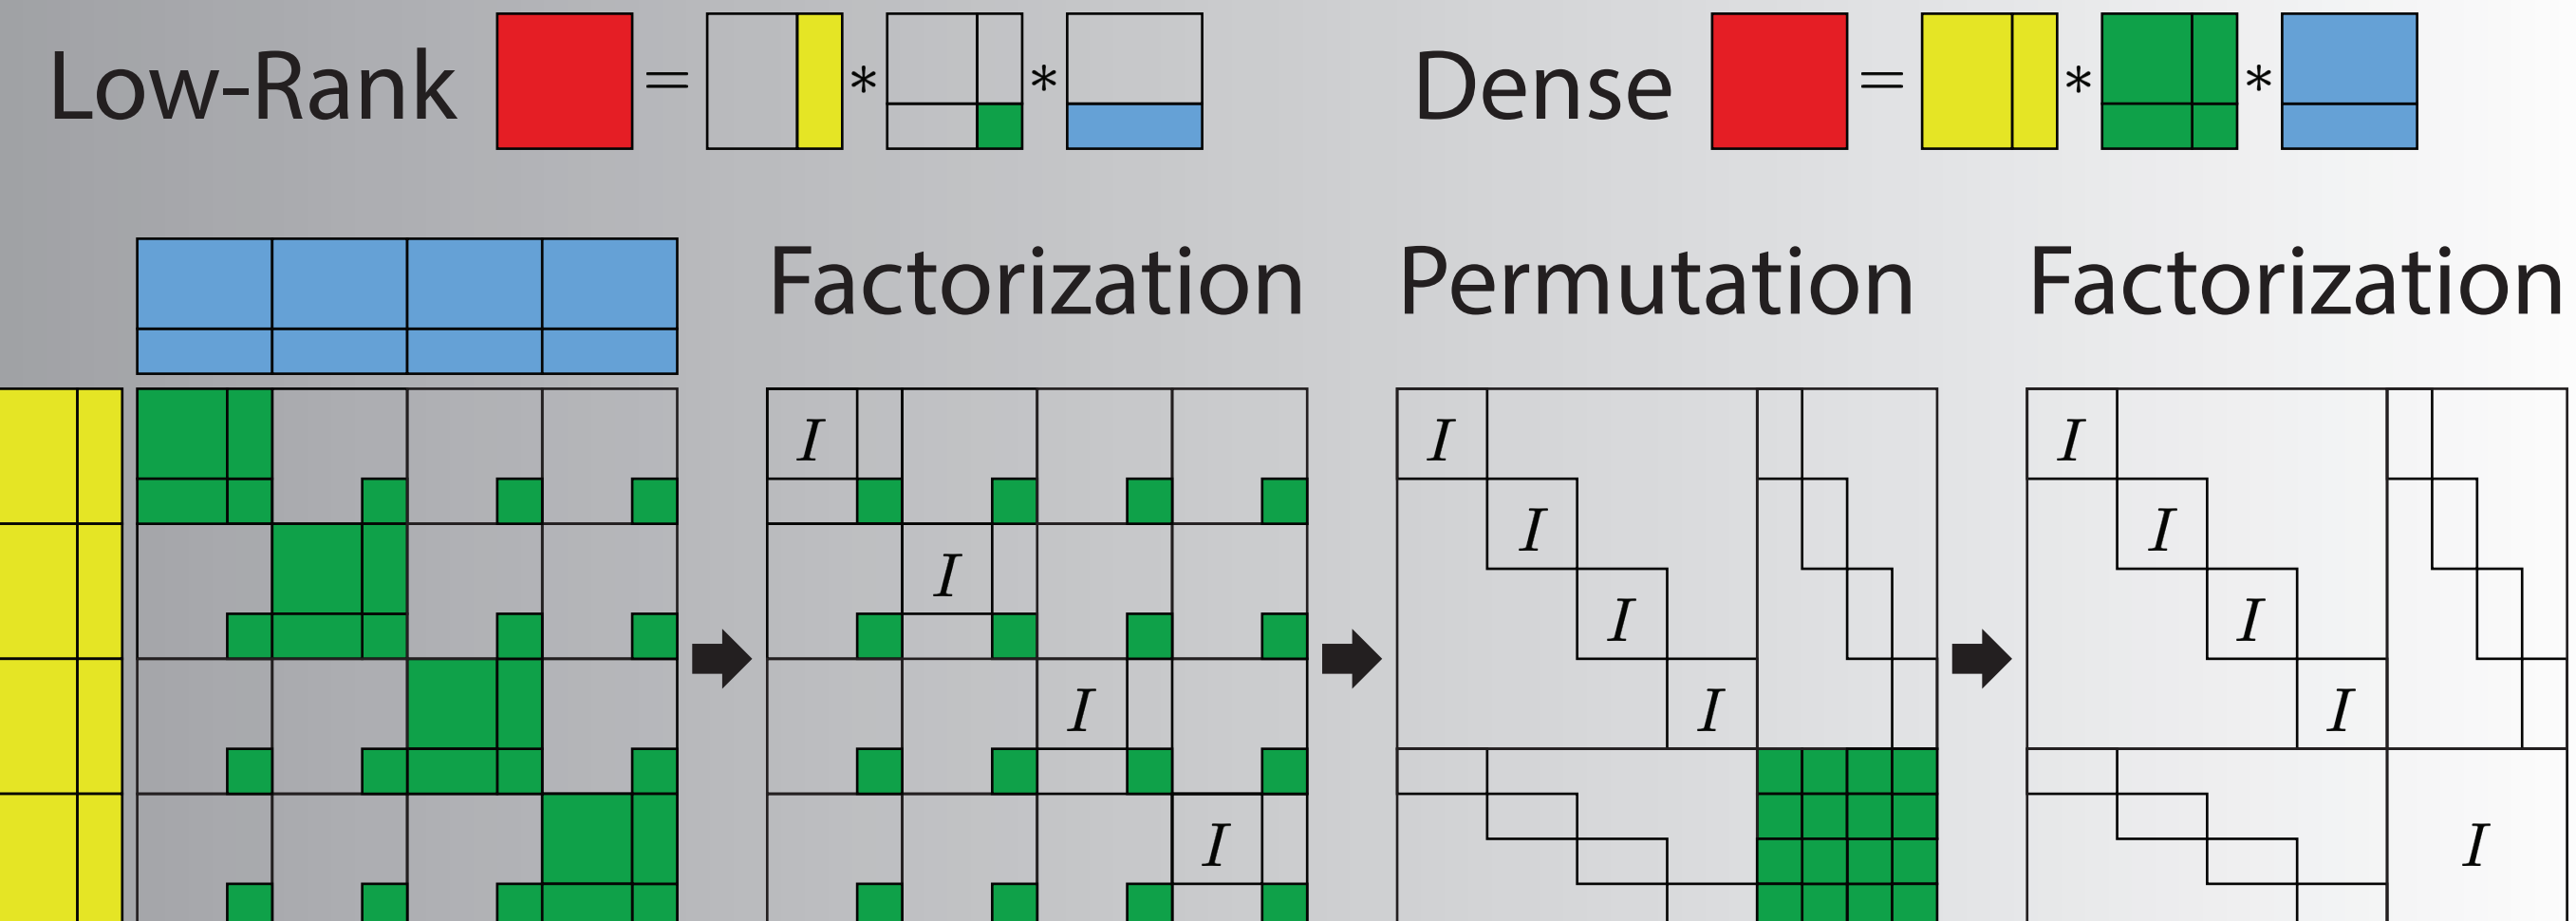 Low-Rank = * * Dense = * *
Factorization Permutation Factorization
I I I
I I I
I I I
I I I